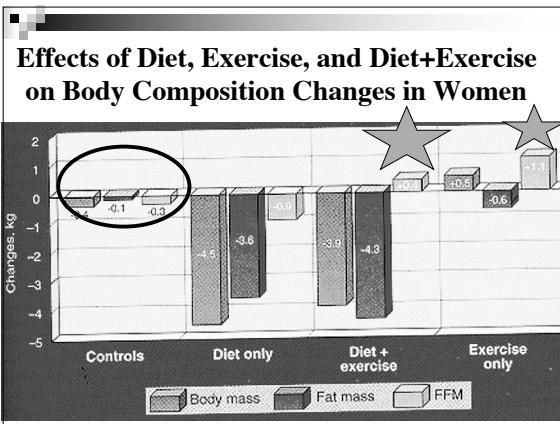 Effects of Diet, Exercise, and Diet+Exercise
on Body Composition Changes in Women
2
1
0
-1
-2
-3
-4
-5
Changes, kg
-0.4
-0.1
-0.3
-4.5
-3.6
-0.9
-3.9
-4.3
+0.4
+0.5
-0.6
+1.1
Controls
Diet only
Diet +
exercise
Exercise
only
Body mass
Fat mass
FFM